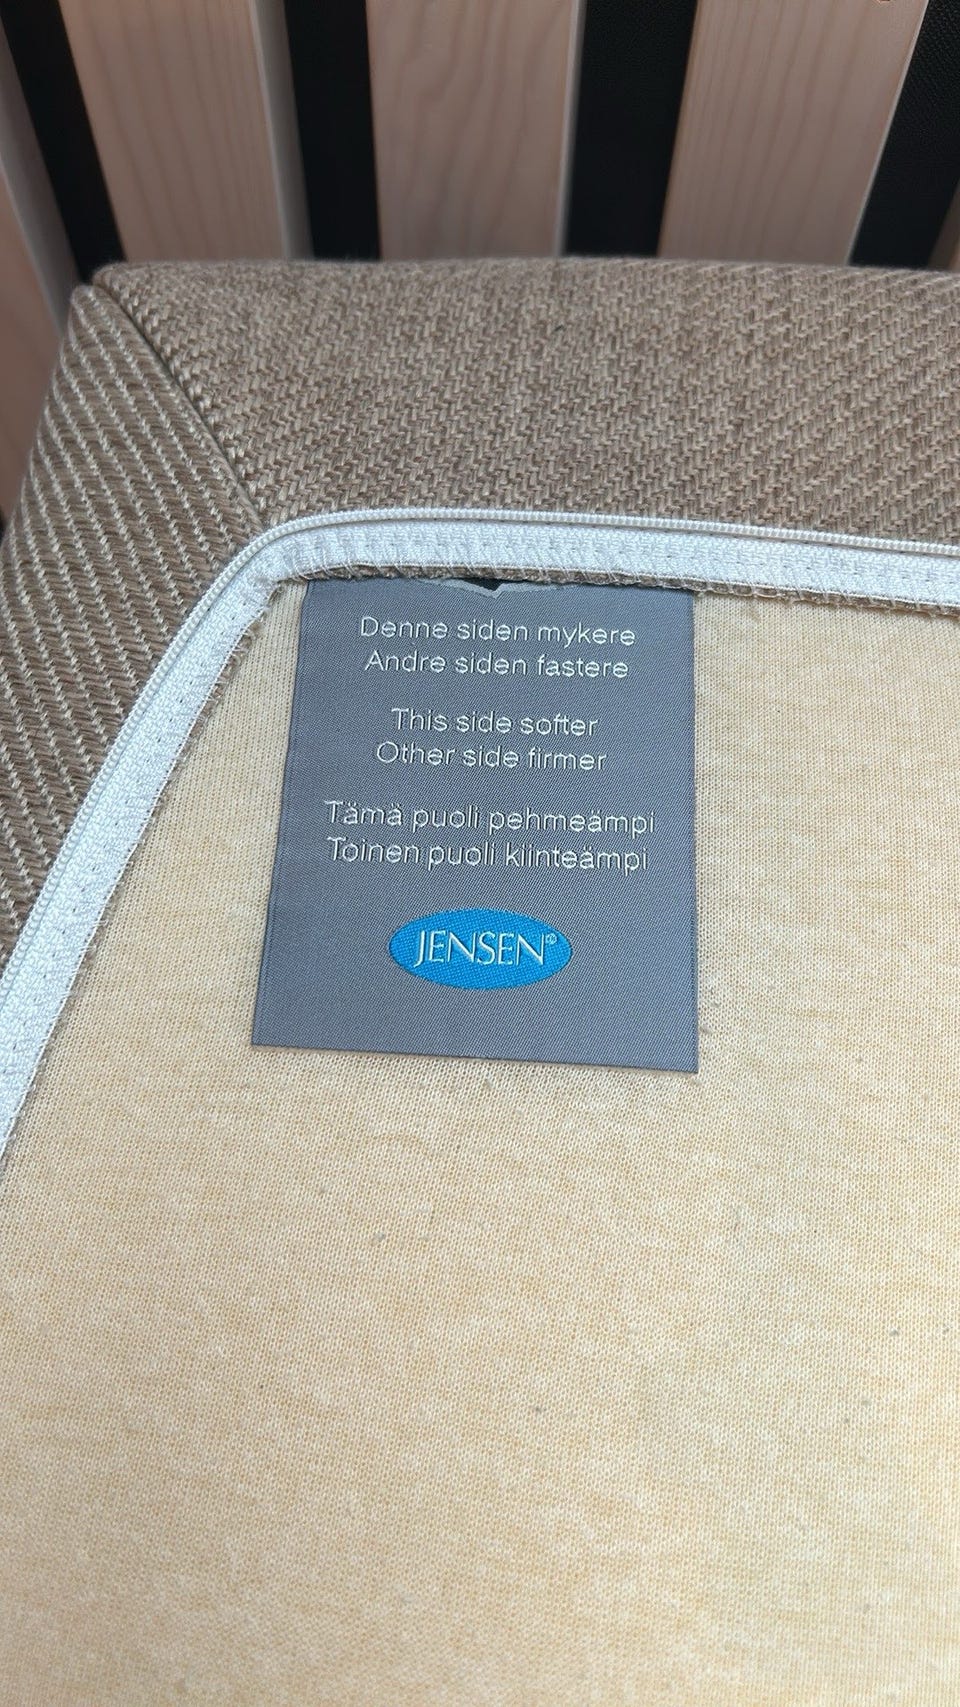 Denne siden mykere
Andre siden fastere
This side softer
Other side firmer
Tämä puoli pehmeämpi
Toinen puoli kiinteämpi
JENSEN®